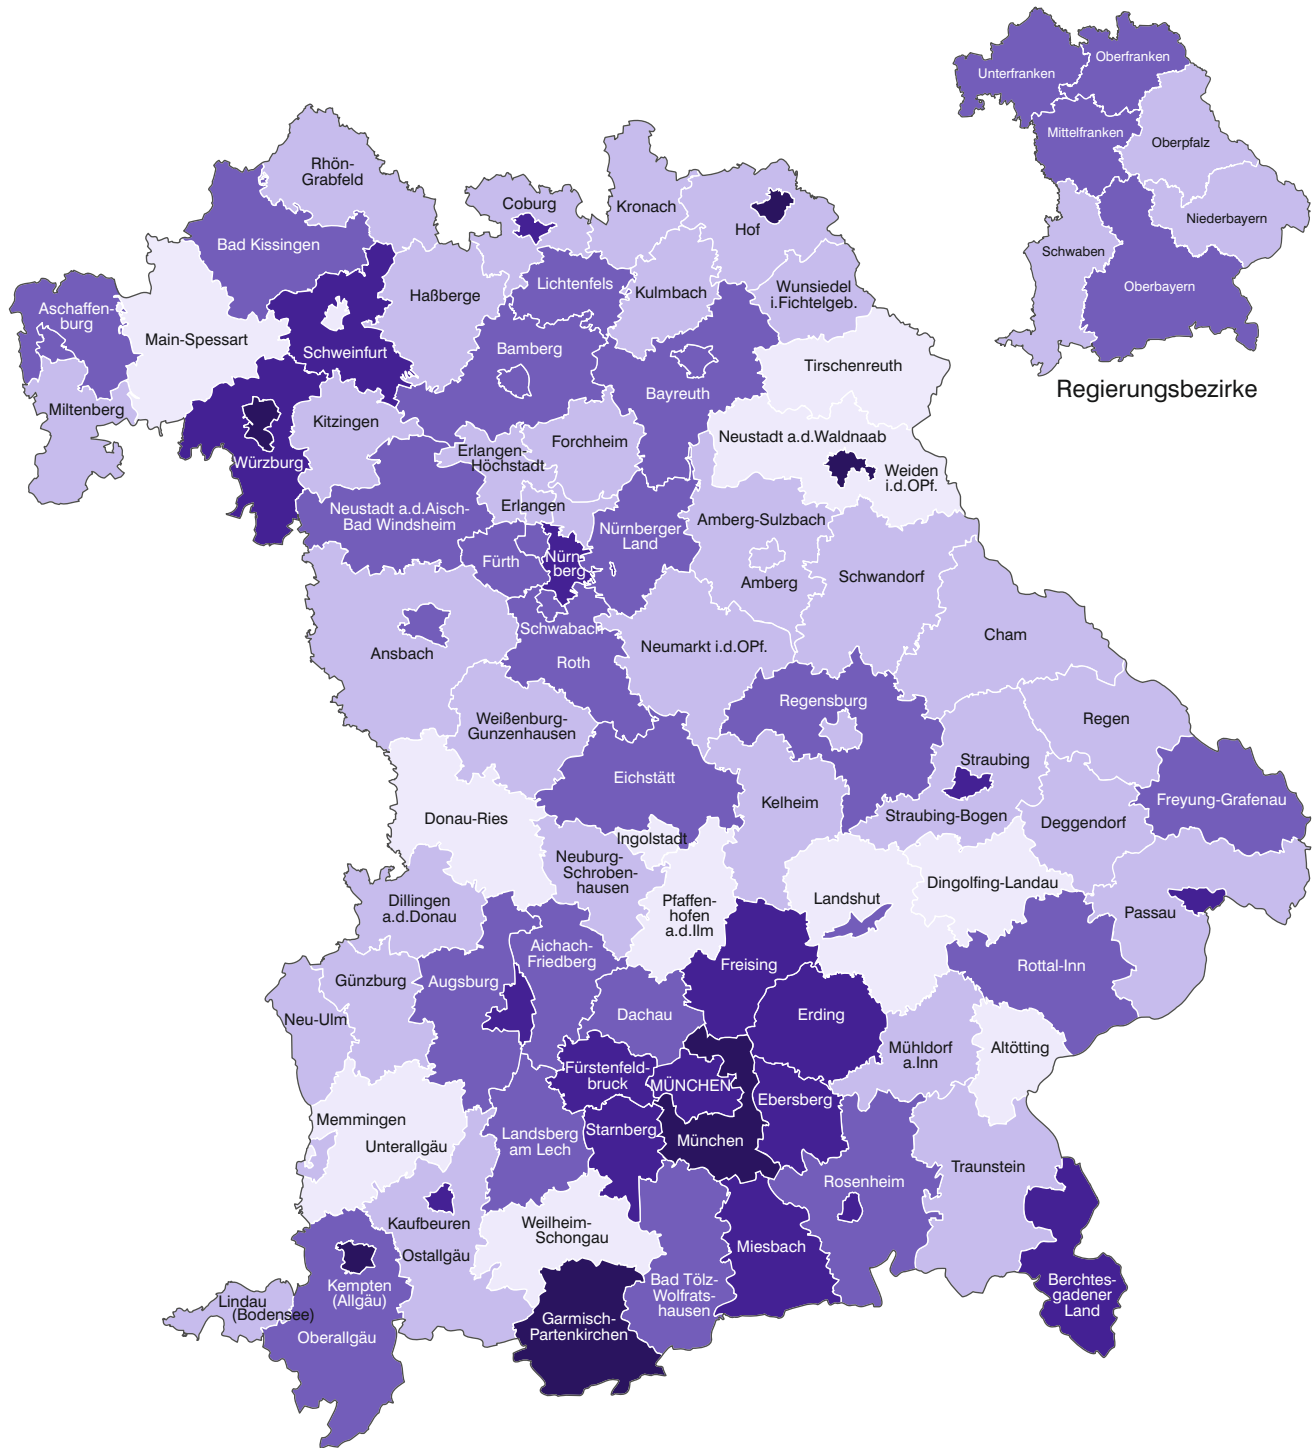 Oberfranken
Unterfranken
Mittelfranken
Oberpfalz
Niederbayern
Schwaben
Oberbayern
Regierungsbezirke
Rhön-
Grabfeld
Coburg
Kronach
Hof
Bad Kissingen
Lichtenfels
Kulmbach
Wunsiedel
i.Fichtelgeb.
Haßberge
Aschaffen-
burg
Main-Spessart
Schweinfurt
Bamberg
Tirschenreuth
Bayreuth
Miltenberg
Kitzingen
Forchheim
Neustadt a.d.Waldnaab
Erlangen-
Höchstadt
Würzburg
Weiden
i.d.OPf.
Erlangen
Neustadt a.d.Aisch-
Bad Windsheim
Nürnberger
Land
Amberg-Sulzbach
Fürth
Nürn-
berg
Amberg
Schwandorf
Schwabach
Cham
Ansbach
Roth
Neumarkt i.d.OPf.
Regensburg
Weißenburg-
Gunzenhausen
Regen
Straubing
Eichstätt
Kelheim
Freyung-Grafenau
Donau-Ries
Straubing-Bogen
Deggendorf
Ingolstadt
Neuburg-
Schroben-
hausen
Dingolfing-Landau
Dillingen
a.d.Donau
Pfaffen-
hofen
a.d.Ilm
Landshut
Passau
Aichach-
Friedberg
Freising
Rottal-Inn
Günzburg
Augsburg
Neu-Ulm
Dachau
Erding
Mühldorf
a.Inn
Altötting
Fürstenfeld-
bruck
MÜNCHEN
Ebersberg
Memmingen
Unterallgäu
Landsberg
am Lech
Starnberg
München
Traunstein
Rosenheim
Kaufbeuren
Weilheim-
Schongau
Miesbach
Ostallgäu
Kempten
(Allgäu)
Bad Tölz-
Wolfrats-
hausen
Berchtes-
gadener
Land
Lindau
(Bodensee)
Oberallgäu
Garmisch-
Partenkirchen